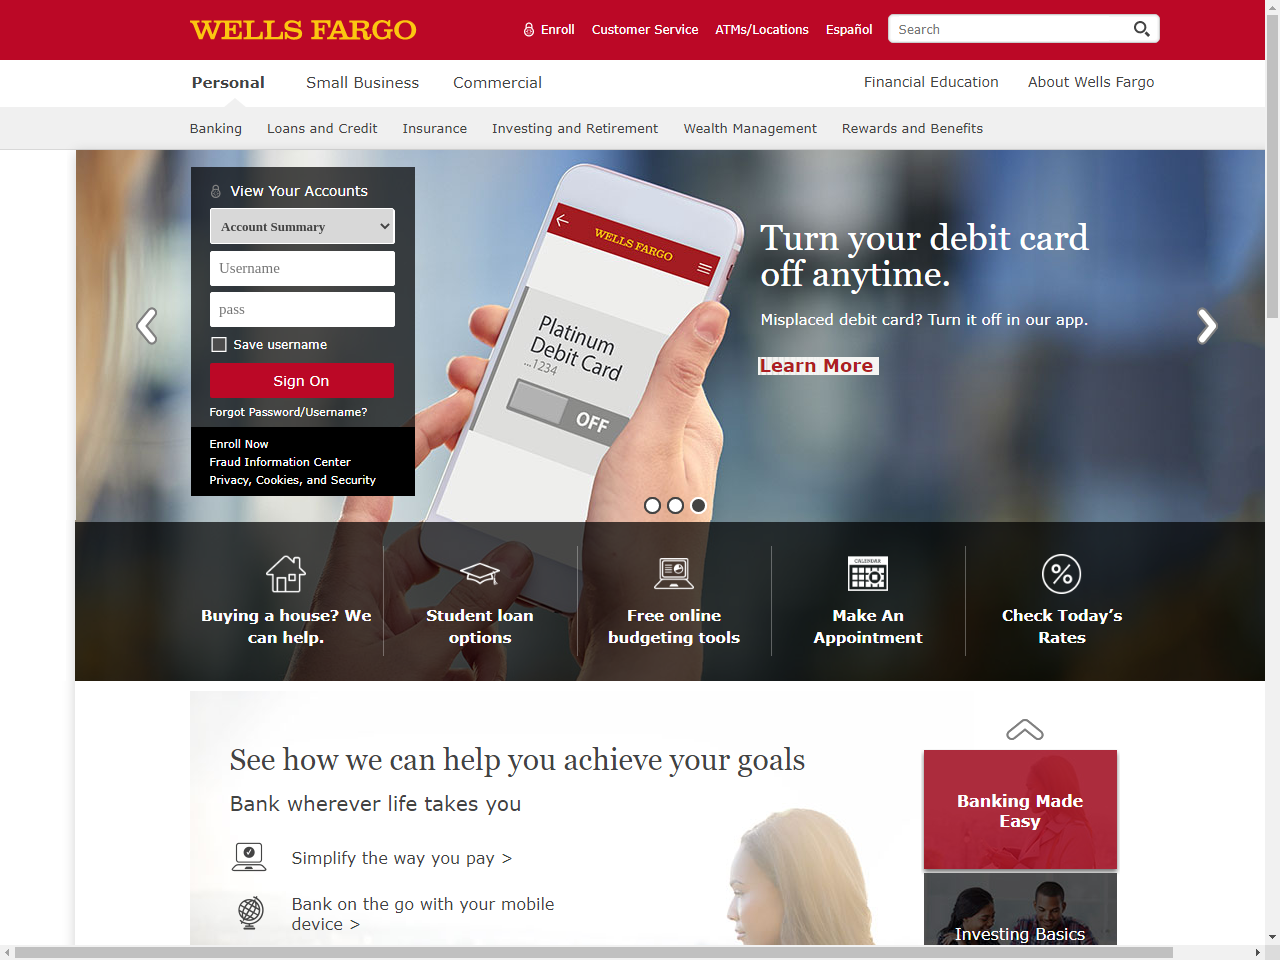 WELLS FARGO
Enroll Customer Service ATMs/Locations Español Search
Personal Small Business Commercial Financial Education About Wells Fargo
Banking Loans and Credit Insurance Investing and Retirement Wealth Management Rewards and Benefits
View Your Accounts
Account Summary
Username
pass
Save username
Sign On
Forgot Password/Username?
Enroll Now
Fraud Information Center
Privacy, Cookies, and Security
WELLS FARGO
Platinum
Debit Card
...1234
OFF
Turn your debit card
off anytime.
Misplaced debit card? Turn it off in our app.
Learn More
Buying a house? We
can help.
Student loan
options
Free online
budgeting tools
CALENDER
Make An
Appointment
Check Today’s
Rates
See how we can help you achieve your goals
Bank wherever life takes you
Simplify the way you pay >
Bank on the go with your mobile
device >
Banking Made
Easy
Investing Basics